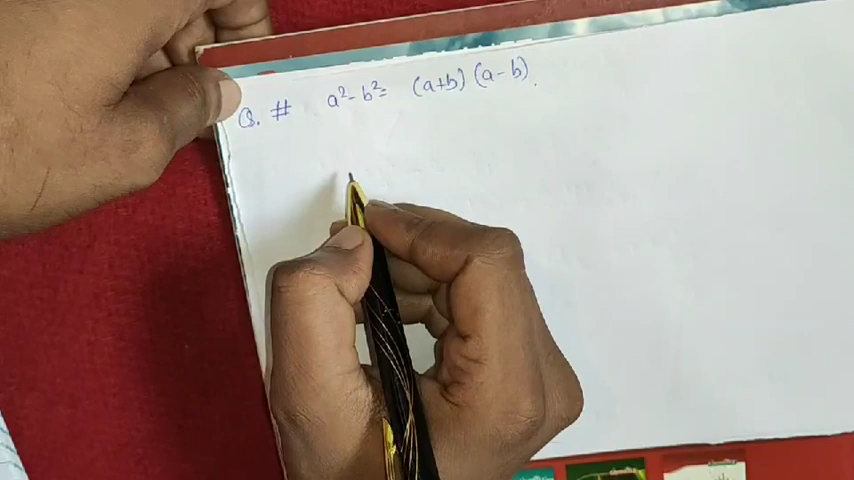 Q. # a²-b²= (a+b) (a-b).